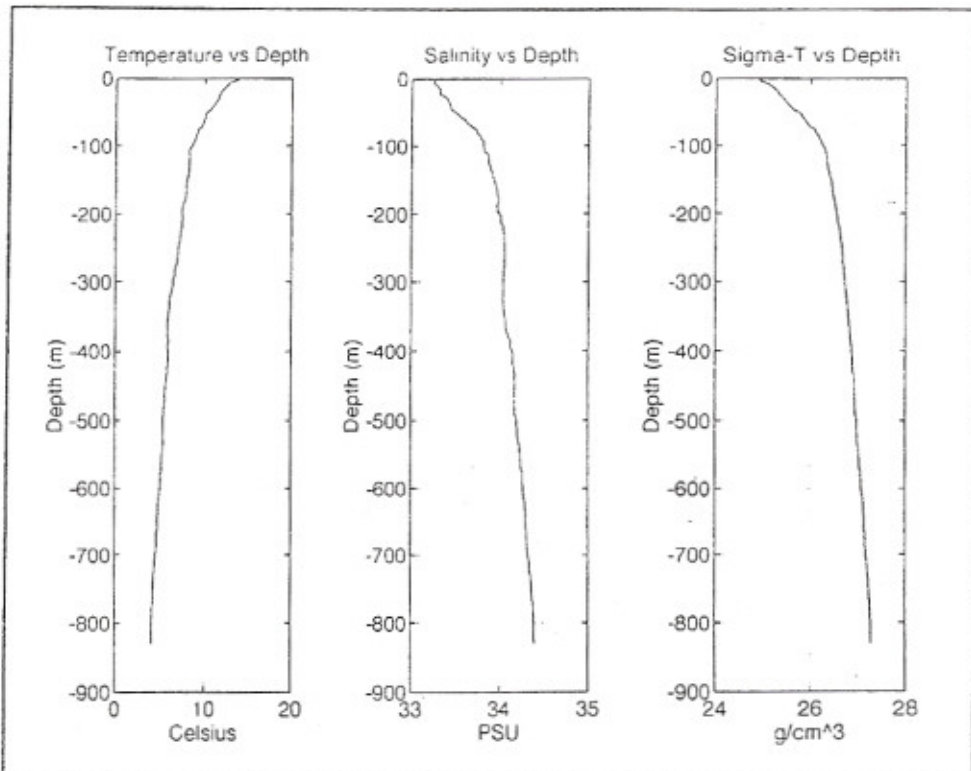 Temperature vs Depth
0
-100
-200
-300
-400
-500
-600
-700
-800
-900
Depth (m)
0 10 20
Celsius
Salinity vs Depth
0
-100
-200
-300
-400
-500
-600
-700
-800
-900
Depth (m)
33 34 35
PSU
Sigma-T vs Depth
0
-100
-200
-300
-400
-500
-600
-700
-800
-900
Depth (m)
24 26 28
g/cm^3